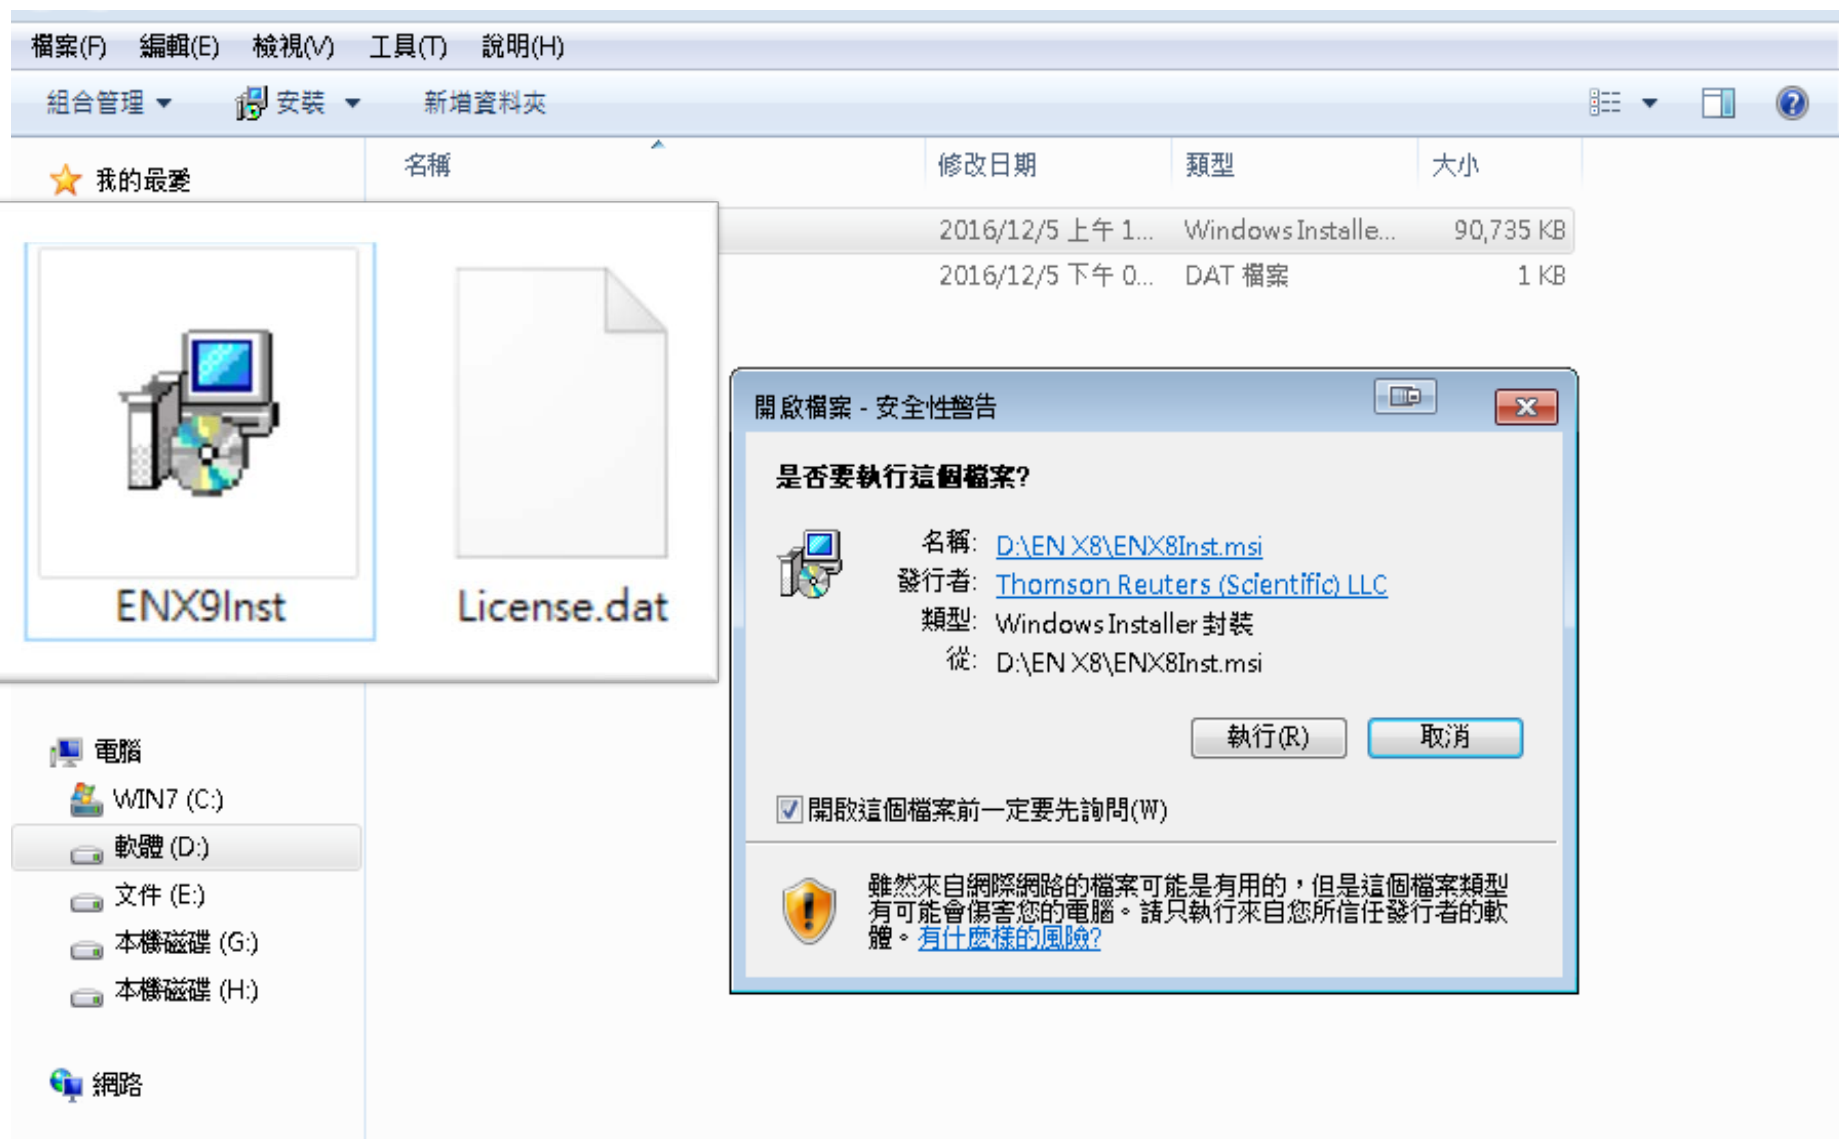 檔案(F) 編輯(E) 檢視(V) 工具(T) 說明(H)
組合管理 安裝 新增資料夾
名稱 修改日期 類型 大小
我的最愛
2016/12/5 上午 1... Windows Installe... 90,735 KB
2016/12/5 下午 0... DAT 檔案 1 KB
ENX9Inst License.dat
開啟檔案 - 安全性警告
是否要執行這個檔案?
名稱: D:\EN X8\ENX8Inst.msi
發行者: Thomson Reuters (Scientific) LLC
類型: Windows Installer 封裝
從: D:\EN X8\ENX8Inst.msi
執行(R) 取消
開啟這個檔案前一定要先詢問(W)
雖然來自網際網路的檔案可能是有用的，但是這個檔案類型
有可能會傷害您的電腦。請只執行來自您所信任發行者的軟
體。有什麼樣的風險?
電腦
WIN7 (C:)
軟體 (D:)
文件 (E:)
本機磁碟 (G:)
本機磁碟 (H:)
網路